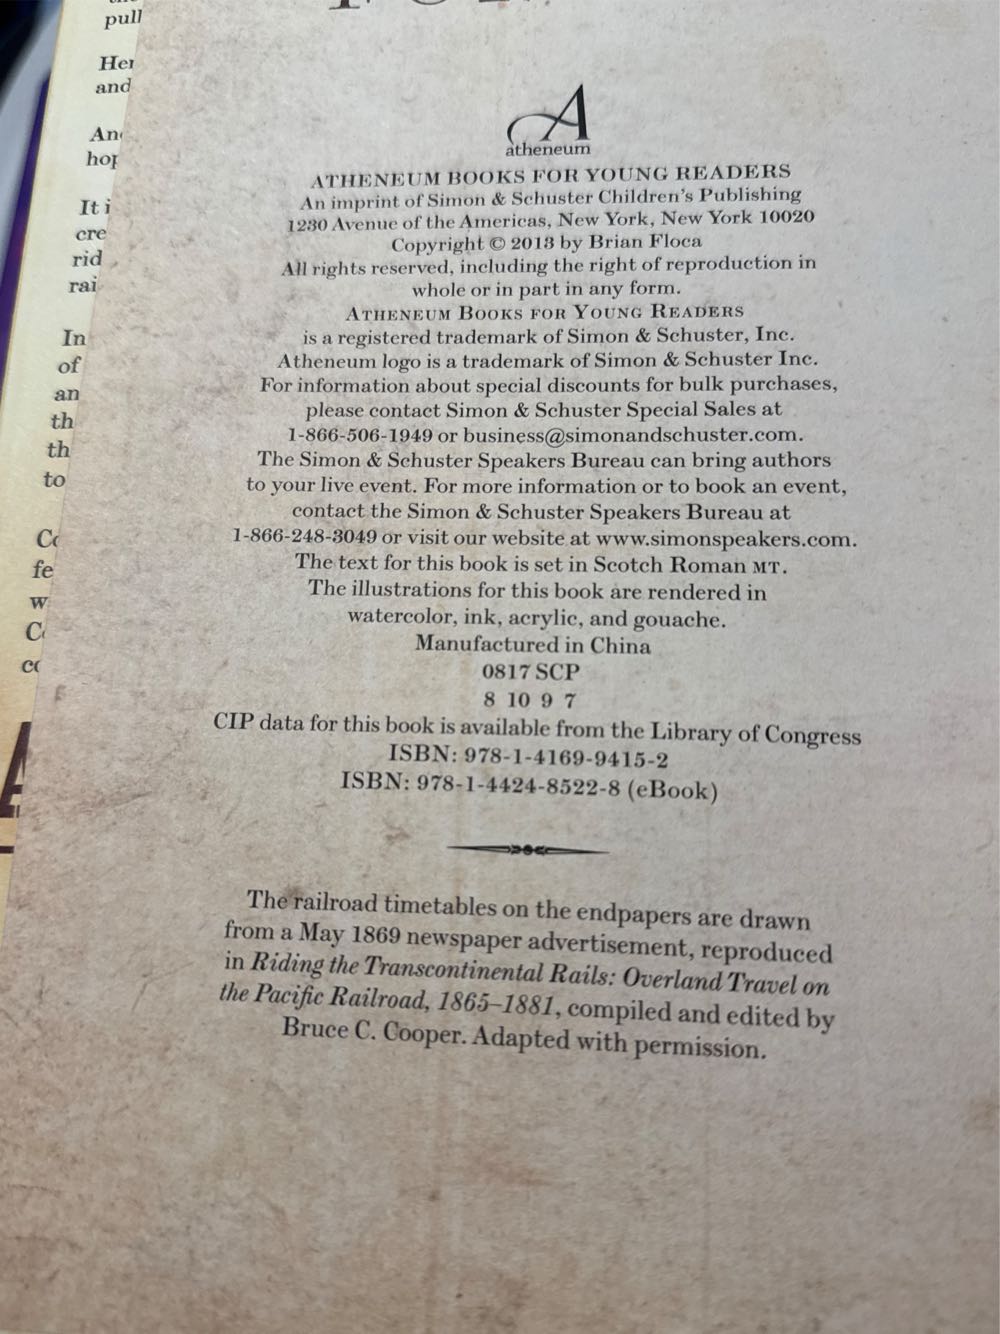 pull
Her
and
And
hop
It i
cre
rid
rai
In
of
an
th
th
to
Co
fe
w
Co
co
A
atheneum
ATHENEUM BOOKS FOR YOUNG READERS
An imprint of Simon & Schuster Children's Publishing
1230 Avenue of the Americas, New York, New York 10020
Copyright © 2013 by Brian Floca
All rights reserved, including the right of reproduction in
whole or in part in any form.
ATHENEUM BOOKS FOR YOUNG READERS
is a registered trademark of Simon & Schuster, Inc.
Atheneum logo is a trademark of Simon & Schuster Inc.
For information about special discounts for bulk purchases,
please contact Simon & Schuster Special Sales at
1-866-506-1949 or business@simonandschuster.com.
The Simon & Schuster Speakers Bureau can bring authors
to your live event. For more information or to book an event,
contact the Simon & Schuster Speakers Bureau at
1-866-248-3049 or visit our website at www.simonspeakers.com.
The text for this book is set in Scotch Roman MT.
The illustrations for this book are rendered in
watercolor, ink, acrylic, and gouache.
Manufactured in China
0817 SCP
8 10 9 7
CIP data for this book is available from the Library of Congress
ISBN: 978-1-4169-9415-2
ISBN: 978-1-4424-8522-8 (eBook)
The railroad timetables on the endpapers are drawn
from a May 1869 newspaper advertisement, reproduced
in Riding the Transcontinental Rails: Overland Travel on
the Pacific Railroad, 1865–1881, compiled and edited by
Bruce C. Cooper. Adapted with permission.